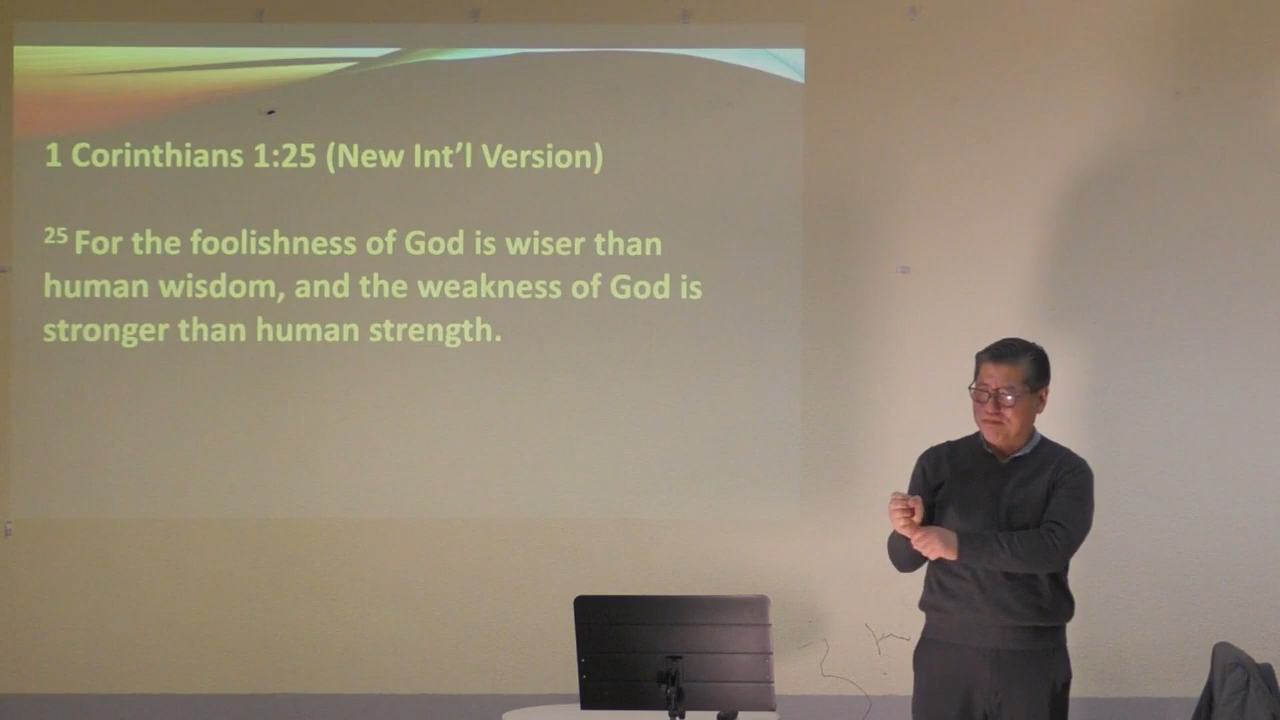 1 Corinthians 1:25 (New Int’l Version)
25 For the foolishness of God is wiser than
human wisdom, and the weakness of God is
stronger than human strength.